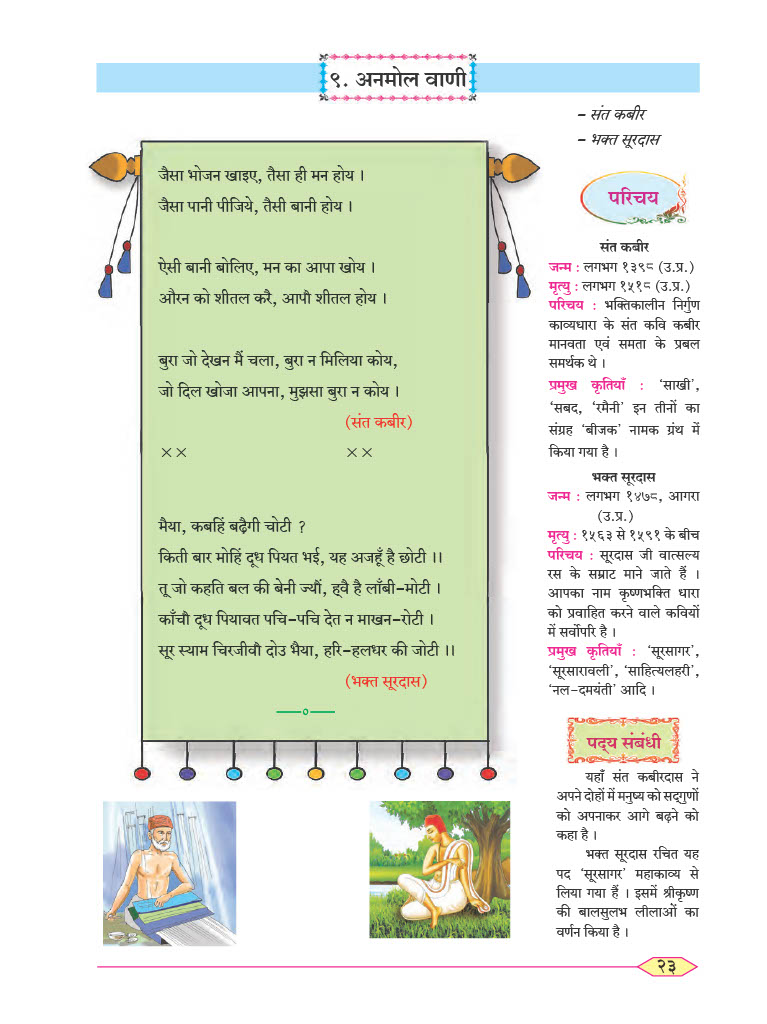 ९. अनमोल वाणी
– संत कबीर
– भक्त सूरदास
जैसा भोजन खाइए, तैसा ही मन होय ।
जैसा पानी पीजिये, तैसी बानी होय ।
ऐसी बानी बोलिए, मन का आपा खोय ।
औरन को शीतल करै, आपौ शीतल होय ।
बुरा जो देखन मैं चला, बुरा न मिलिया कोय,
जो दिल खोजा आपना, मुझसा बुरा न कोय ।
(संत कबीर)
×× ××
मैया, कबहिं बढ़ैगी चोटी ?
किती बार मोहिं दूध पियत भई, यह अजहूँ है छोटी ।।
तू जो कहति बल की बेनी ज्यौं, ह्वै है लाँबी-मोटी ।
काँचौ दूध पियावत पचि-पचि देत न माखन-रोटी ।
सूर स्याम चिरजीवौ दोउ भैया, हरि-हलधर की जोटी ।।
(भक्त सूरदास)
परिचय
संत कबीर
जन्म : लगभग १३९८ (उ.प्र.)
मृत्यु : लगभग १५१८ (उ.प्र.)
परिचय : भक्तिकालीन निर्गुण
काव्यधारा के संत कवि कबीर
मानवता एवं समता के प्रबल
समर्थक थे ।
प्रमुख कृतियाँ : ‘साखी’,
‘सबद, ‘रमैनी’ इन तीनों का
संग्रह ‘बीजक’ नामक ग्रंथ में
किया गया है ।
भक्त सूरदास
जन्म : लगभग १४७८, आगरा
(उ.प्र.)
मृत्यु : १५६३ से १५९१ के बीच
परिचय : सूरदास जी वात्सल्य
रस के सम्राट माने जाते हैं ।
आपका नाम कृष्णभक्ति धारा
को प्रवाहित करने वाले कवियों
में सर्वोपरि है ।
प्रमुख कृतियाँ : ‘सूरसागर’,
‘सूरसारावली’, ‘साहित्यलहरी’,
‘नल-दमयंती’ आदि ।
पद्‌य संबंधी
यहाँ संत कबीरदास ने
अपने दोहों में मनुष्य को सद्‌गुणों
को अपनाकर आगे बढ़ने को
कहा है ।
भक्त सूरदास रचित यह
पद ‘सूरसागर’ महाकाव्य से
लिया गया हैं । इसमें श्रीकृष्ण
की बालसुलभ लीलाओं का
वर्णन किया है ।
२३